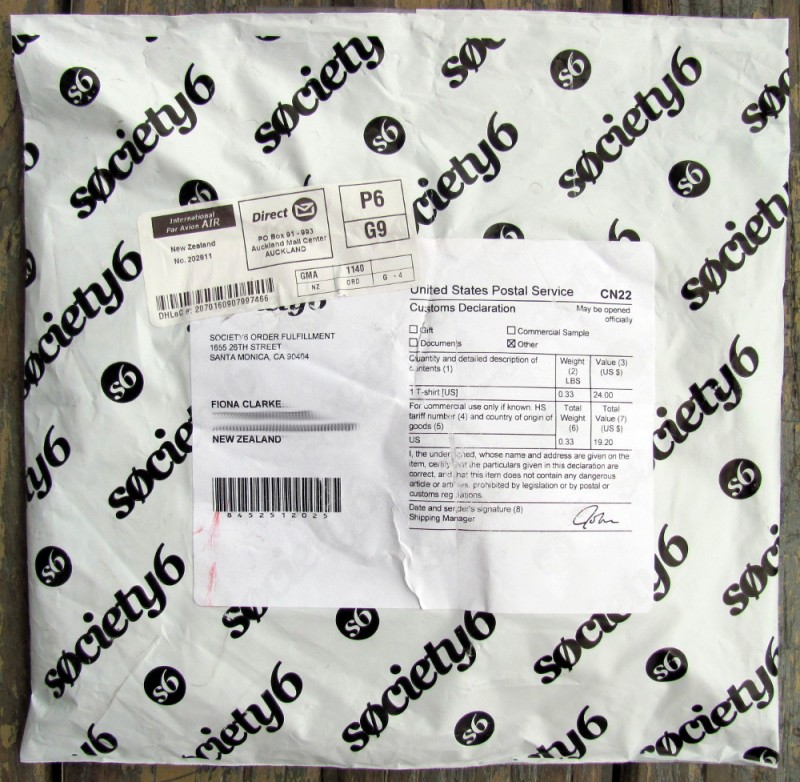 society6
s6
International
Par Avion AIR
New Zealand
No. 202811
Direct
PO Box 91-993
Auckland Mail Center
AUCKLAND
P6
G9
GMA
1140
NZ
ORD
G-4
DHLeC #: 2070160907997466
SOCIETY6 ORDER FULFILLMENT
1655 26TH STREET
SANTA MONICA, CA 90404
FIONA CLARKE
NEW ZEALAND
8452512025
United States Postal Service CN22
Customs Declaration May be opened
officially
Gift Commercial Sample
Documents Other
Quantity and detailed description of
contents (1)
Weight
(2)
LBS
Value (3)
(US $)
1 T-shirt [US] 0.33 24.00
For commercial use only if known. HS
tariff number (4) and country of origin of
goods (5)
Total
Weight
(6)
Total
Value (7)
(US $)
US 0.33 19.20
I, the undersigned, whose name and address are given on the
item, certify that the particulars given in this declaration are
correct, and that this item does not contain any dangerous
article or articles, prohibited by legislation or by postal or
customs regulations.
Date and sender's signature (8)
Shipping Manager
John